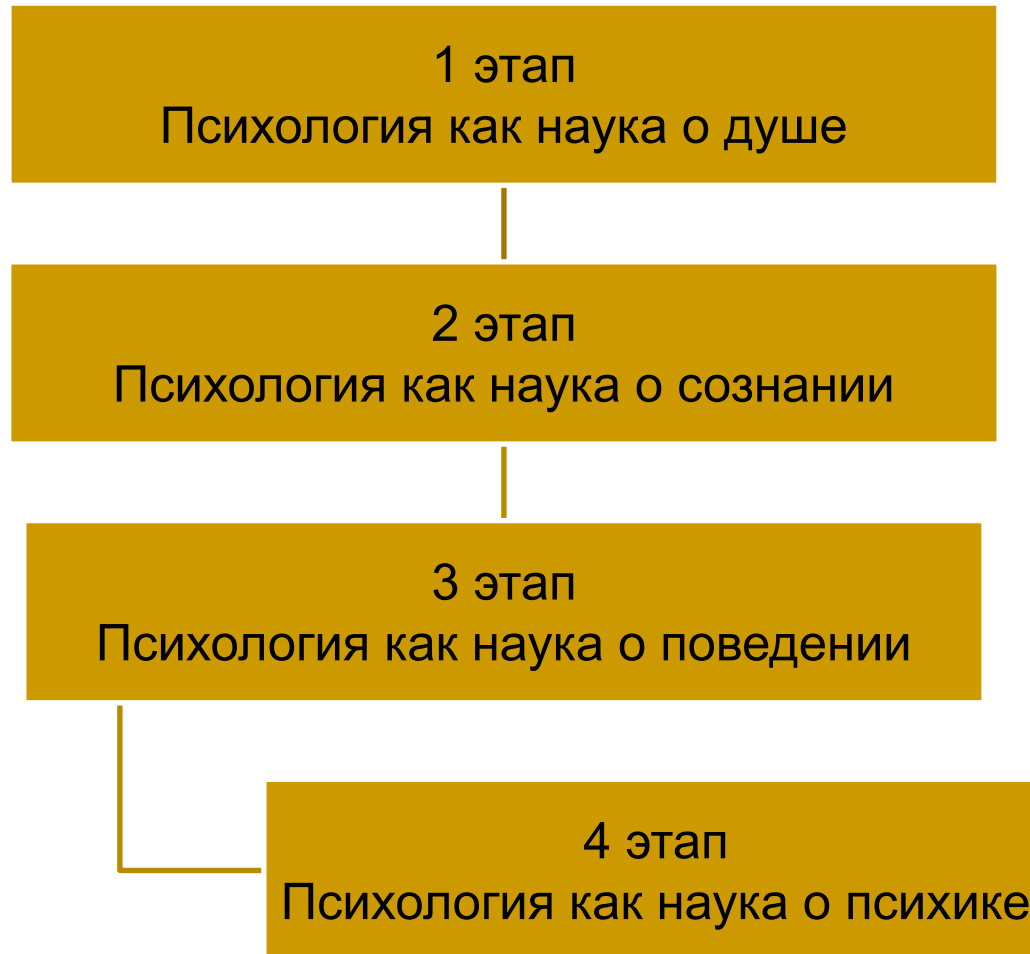 1 этап
Психология как наука о душе
2 этап
Психология как наука о сознании
3 этап
Психология как наука о поведении
4 этап
Психология как наука о психике